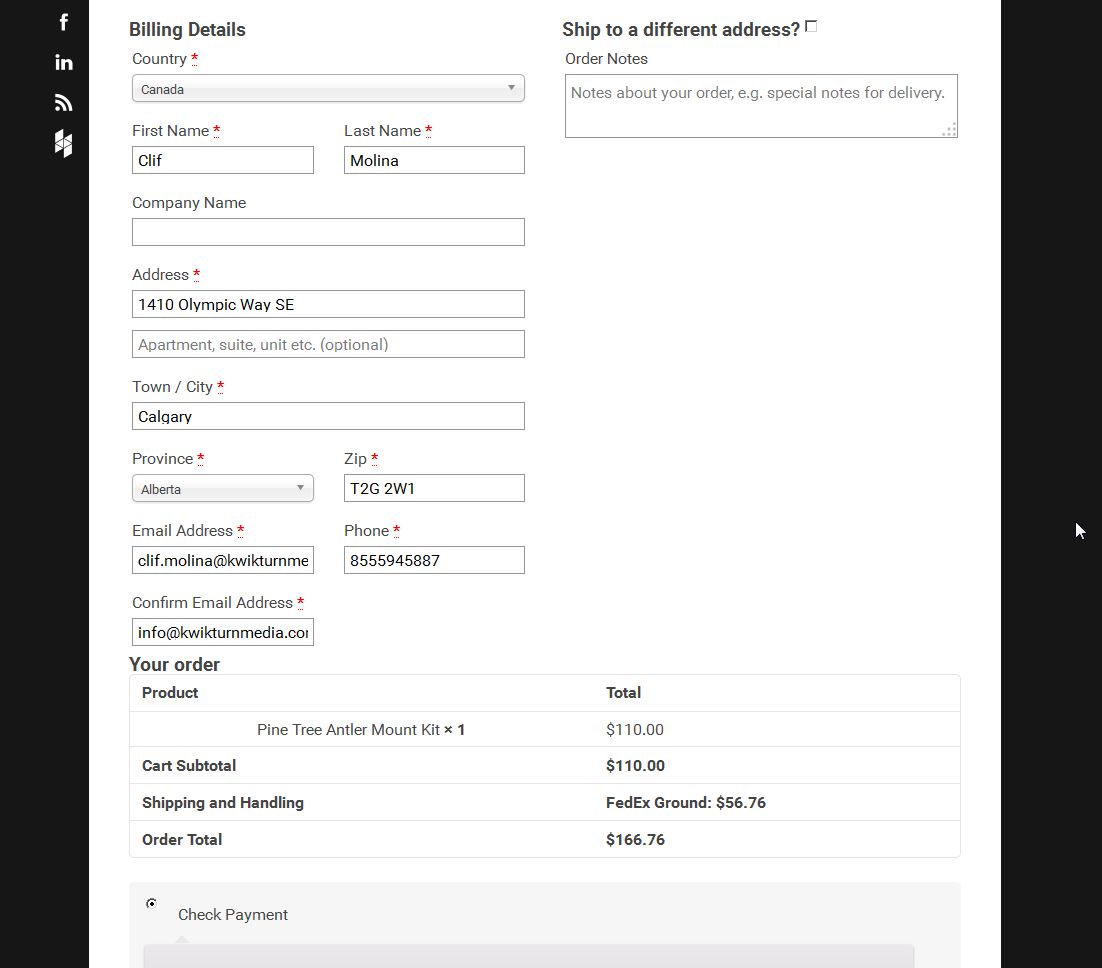 Billing Details
Ship to a different address?
Country *
Order Notes
Canada
Notes about your order, e.g. special notes for delivery.
First Name *
Last Name *
Clif
Molina
Company Name
Address *
1410 Olympic Way SE
Apartment, suite, unit etc. (optional)
Town / City *
Calgary
Province *
Zip *
Alberta
T2G 2W1
Email Address *
Phone *
clif.molina@kwikturnme
8555945887
Confirm Email Address *
info@kwikturnmedia.co
Your order
Product Total
Pine Tree Antler Mount Kit × 1 $110.00
Cart Subtotal $110.00
Shipping and Handling FedEx Ground: $56.76
Order Total $166.76
Check Payment